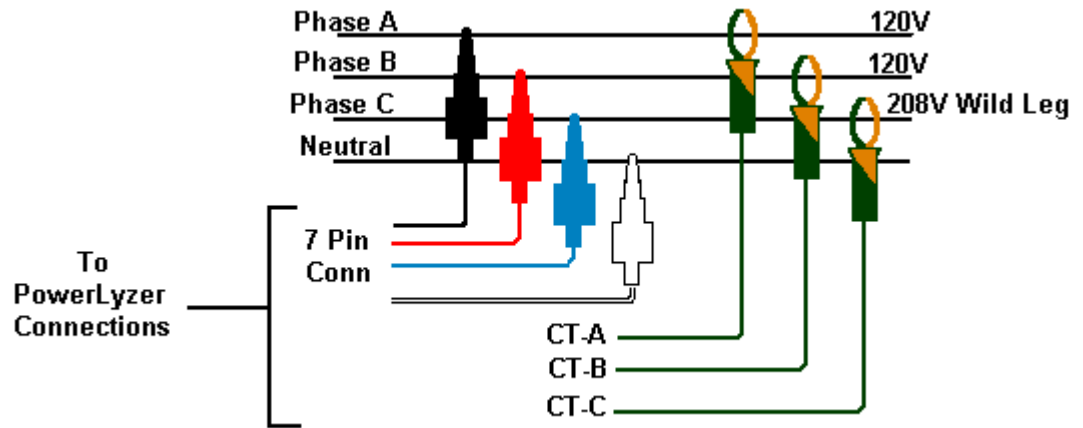 Phase A
120V
Phase B
120V
Phase C
208V Wild Leg
Neutral
7 Pin
Conn
To
PowerLyzer
Connections
CT-A
CT-B
CT-C